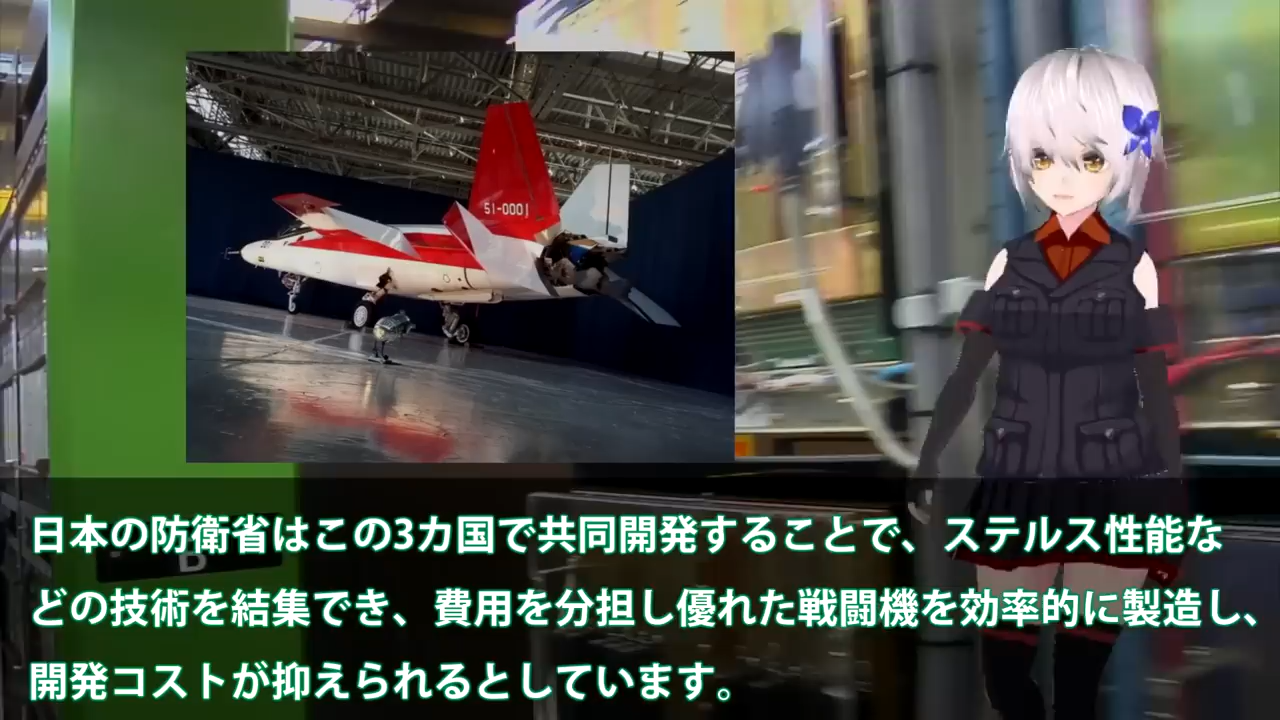 51-0001
日本の防衛省はこの3カ国で共同開発することで、ステルス性能な
どの技術を結集でき、費用を分担し優れた戦闘機を効率的に製造し、
開発コストが抑えられるとしています。
B